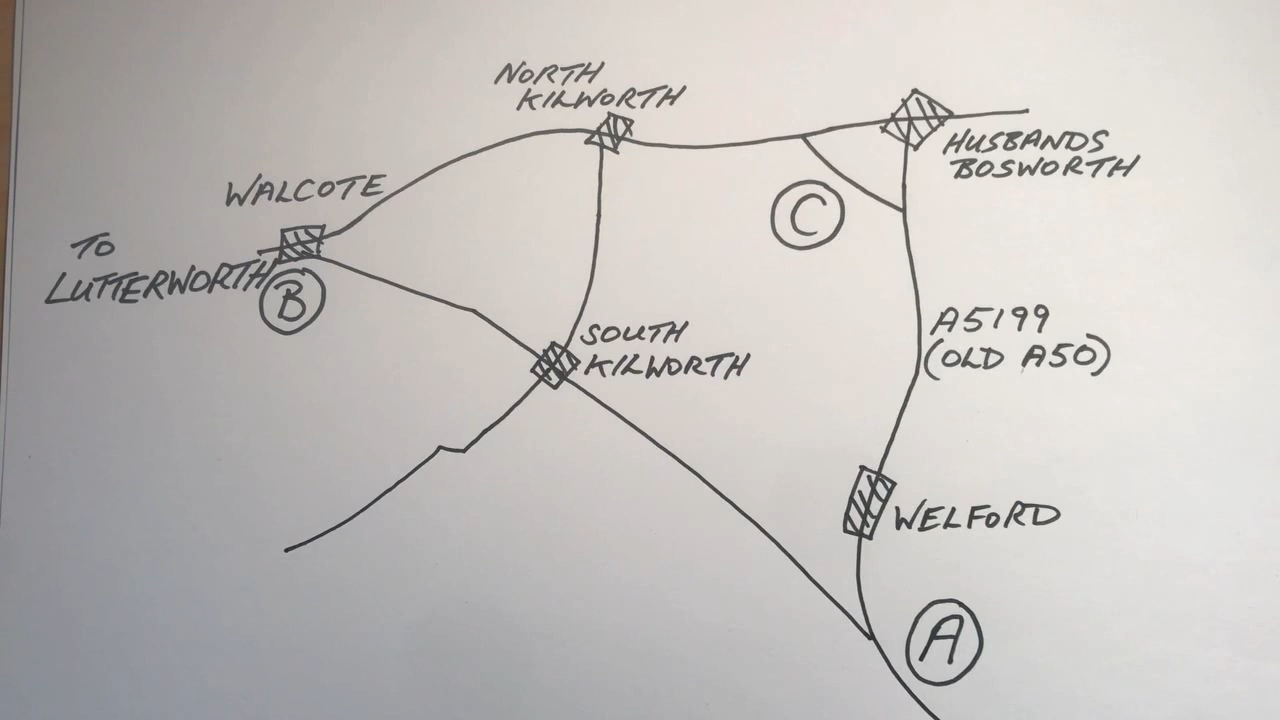 NORTH
KILWORTH
HUSBANDS
BOSWORTH
WALCOTE
C
TO
LUTTERWORTH
B
A5199
(OLD A50)
SOUTH
KILWORTH
WELFORD
A